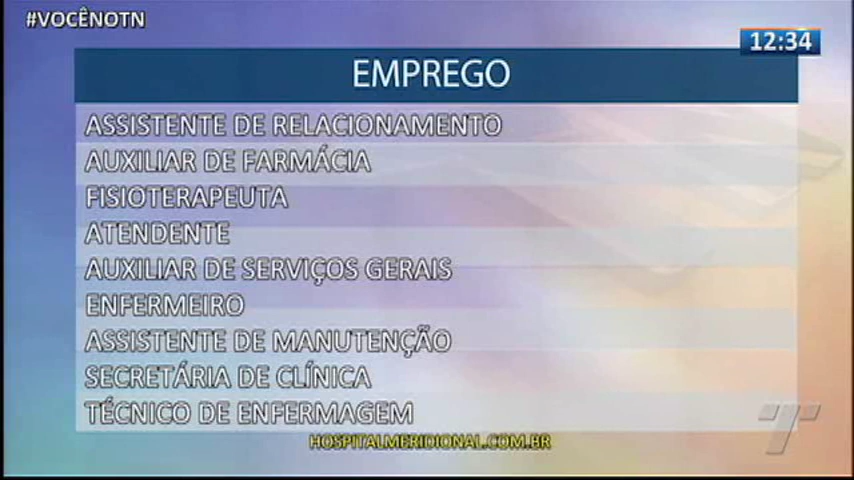 #VOCÊNOTN
12:34
EMPREGO
ASSISTENTE DE RELACIONAMENTO
AUXILIAR DE FARMÁCIA
FISIOTERAPEUTA
ATENDENTE
AUXILIAR DE SERVIÇOS GERAIS
ENFERMEIRO
ASSISTENTE DE MANUTENÇÃO
SECRETÁRIA DE CLÍNICA
TÉCNICO DE ENFERMAGEM
HOSPITALMERIDIONAL.COM.BR